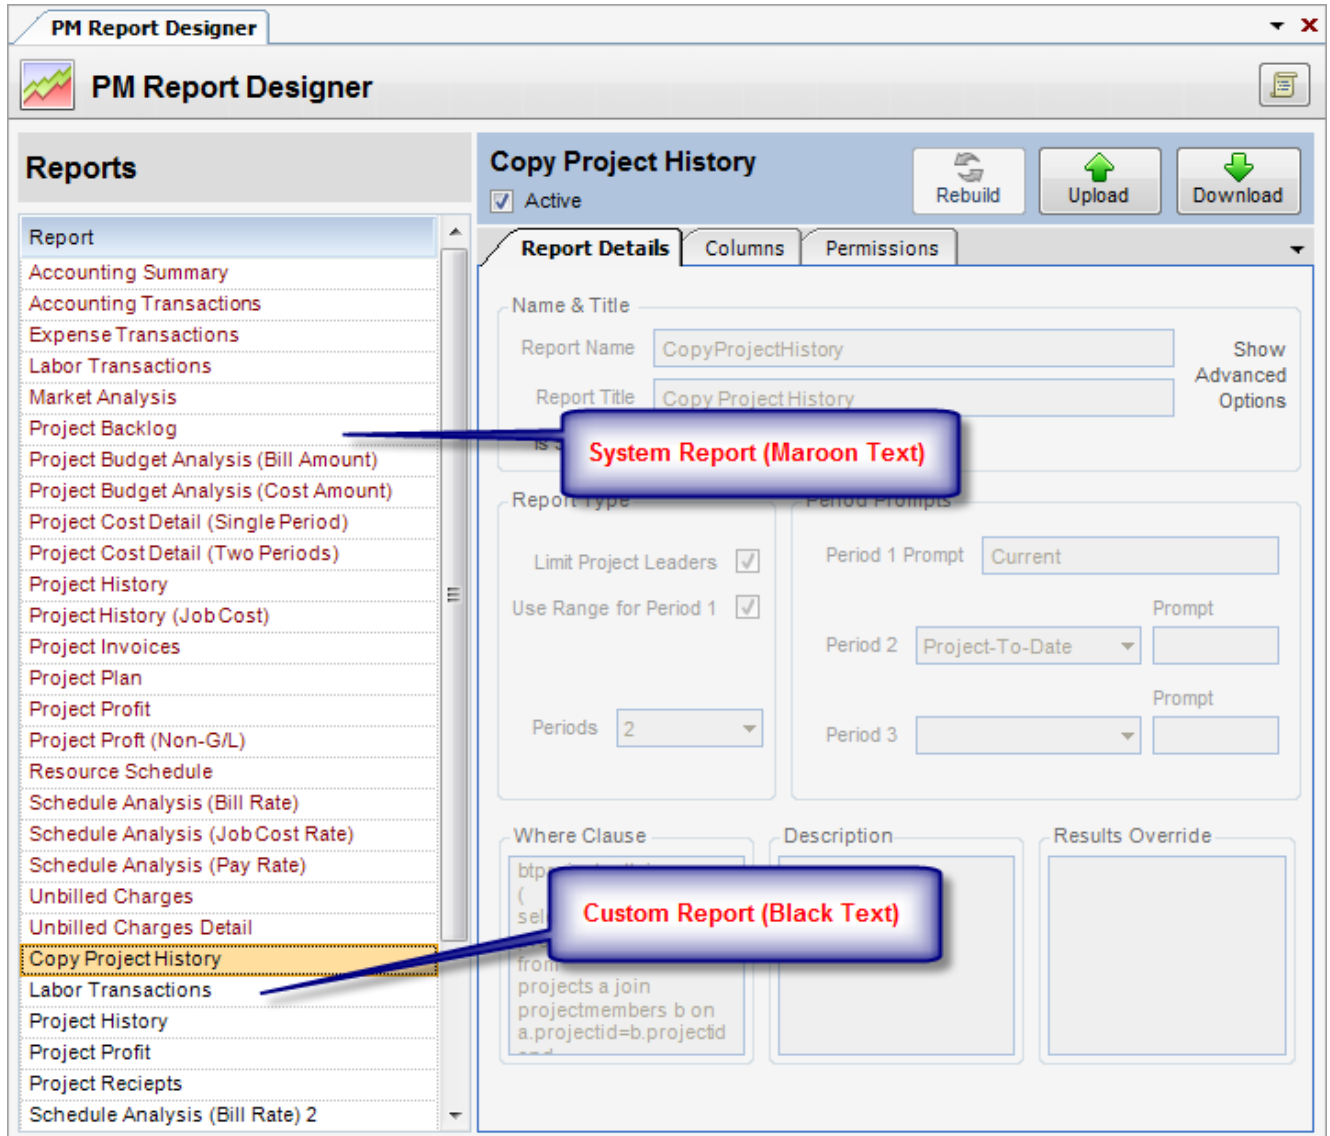 PM Report Designer
PM Report Designer
Reports
Report
Accounting Summary
Accounting Transactions
Expense Transactions
Labor Transactions
Market Analysis
Project Backlog
Project Budget Analysis (Bill Amount)
Project Budget Analysis (Cost Amount)
Project Cost Detail (Single Period)
Project Cost Detail (Two Periods)
Project History
Project History (Job Cost)
Project Invoices
Project Plan
Project Profit
Project Proft (Non-G/L)
Resource Schedule
Schedule Analysis (Bill Rate)
Schedule Analysis (Job Cost Rate)
Schedule Analysis (Pay Rate)
Unbilled Charges
Unbilled Charges Detail
Copy Project History
Labor Transactions
Project History
Project Profit
Project Reciepts
Schedule Analysis (Bill Rate) 2
Copy Project History
Active
Rebuild
Upload
Download
Report Details
Columns
Permissions
Name & Title
Report Name
CopyProjectHistory
Report Title
Copy Project History
Show
Advanced
Options
System Report (Maroon Text)
Report Type
Limit Project Leaders
Use Range for Period 1
Periods
2
Period Prompts
Period 1 Prompt
Current
Prompt
Period 2
Project-To-Date
Prompt
Period 3
Where Clause
(
from
projects a join
projectmembers b on
a.projectid=b.projectid
Description
Results Override
Custom Report (Black Text)